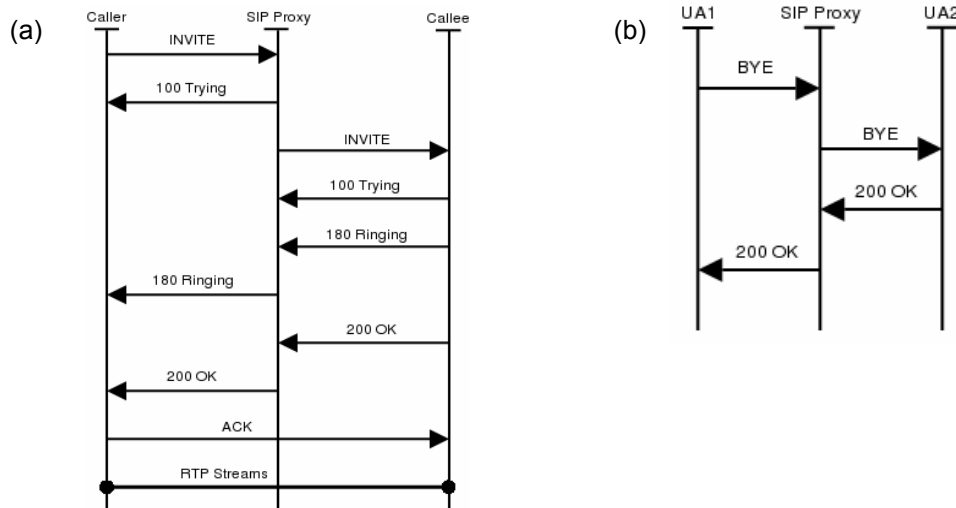 (a)
Caller SIP Proxy Callee
INVITE
100 Trying
INVITE
100 Trying
180 Ringing
180 Ringing
200 OK
200 OK
ACK
RTP Streams
(b)
UA1 SIP Proxy UA2
BYE
BYE
200 OK
200 OK